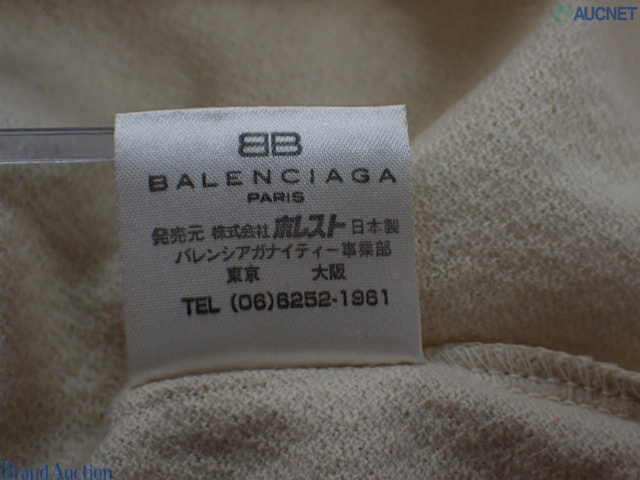 AUCNET
BB
BALENCIAGA
PARIS
発売元 株式会社 ホレスト 日本製
バレンシアガナイティー事業部
東京 大阪
TEL (06)6252-1961
Brand Auction